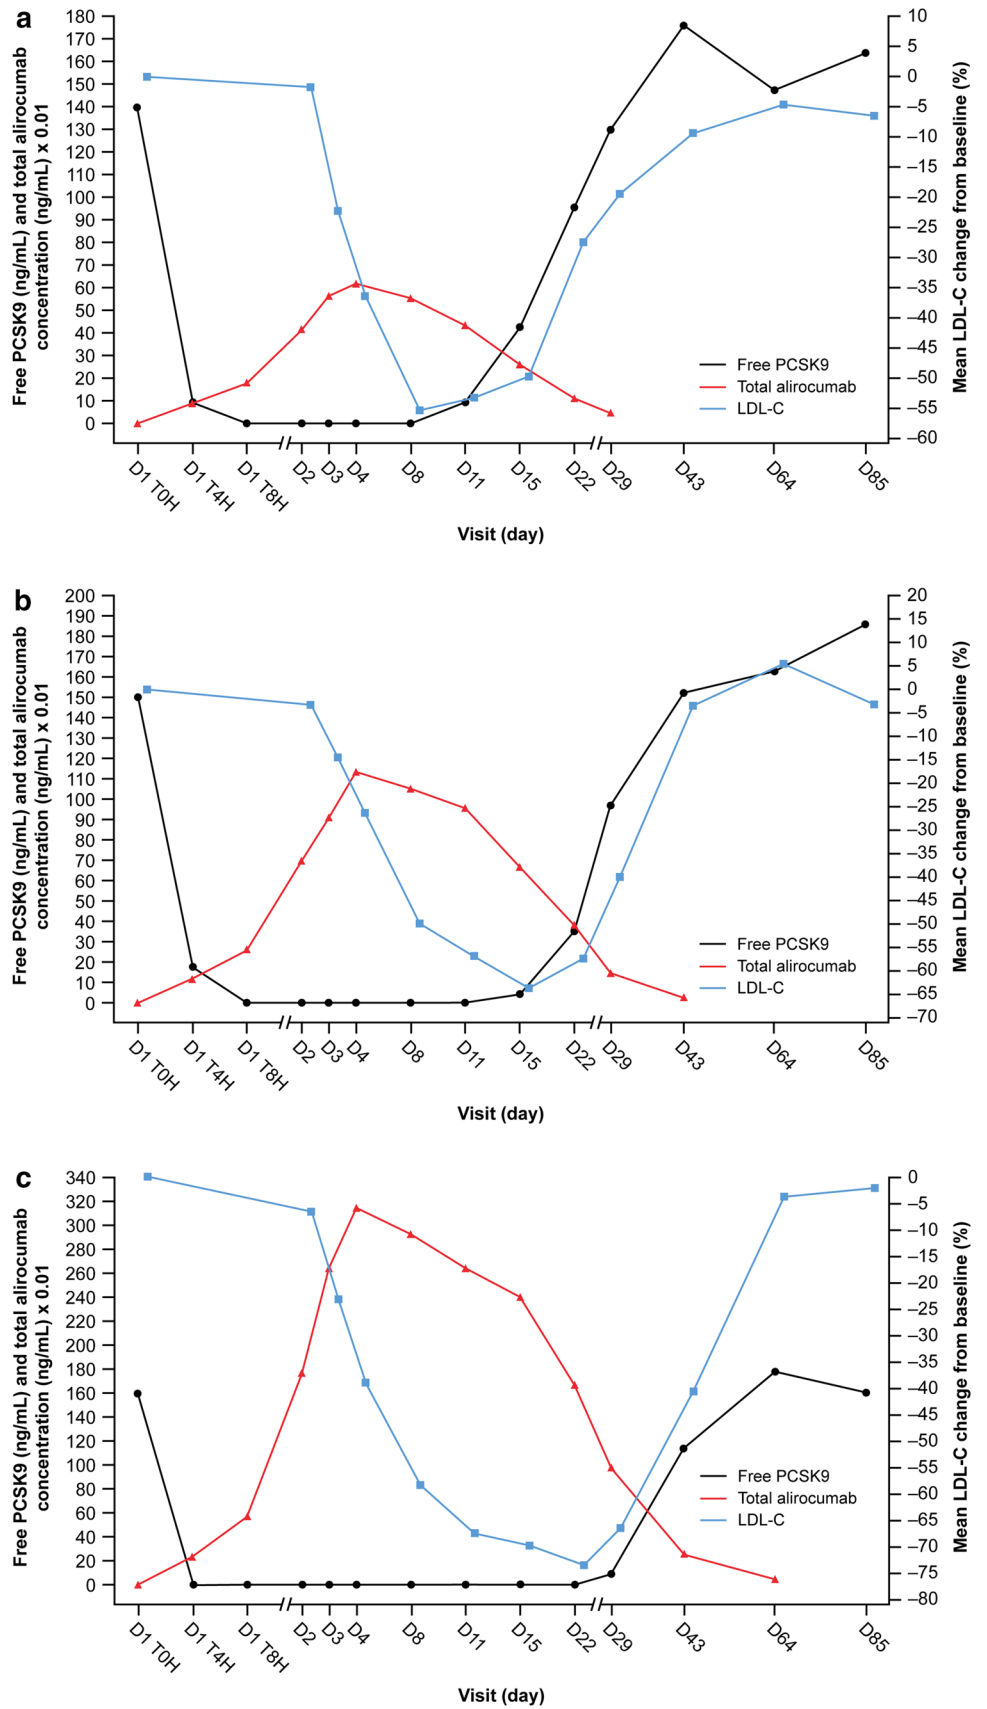 a
Free PCSK9 (ng/mL) and total alirocumab
concentration (ng/mL) x 0.01
180
170
160
150
140
130
120
110
100
90
80
70
60
50
40
30
20
10
0
10
5
0
–5
–10
–15
–20
–25
–30
–35
–40
–45
–50
–55
–60
Mean LDL-C change from baseline (%)
Free PCSK9
Total alirocumab
LDL-C
D1 T0H
D1 T4H
D1 T8H
D2
D3
D4
D8
D11
D15
D22
D29
D43
D64
D85
Visit (day)
b
Free PCSK9 (ng/mL) and total alirocumab
concentration (ng/mL) x 0.01
200
190
180
170
160
150
140
130
120
110
100
90
80
70
60
50
40
30
20
10
0
20
15
10
5
0
–5
–10
–15
–20
–25
–30
–35
–40
–45
–50
–55
–60
–65
–70
Mean LDL-C change from baseline (%)
Free PCSK9
Total alirocumab
LDL-C
D1 T0H
D1 T4H
D1 T8H
D2
D3
D4
D8
D11
D15
D22
D29
D43
D64
D85
Visit (day)
c
Free PCSK9 (ng/mL) and total alirocumab
concentration (ng/mL) x 0.01
340
320
300
280
260
240
220
200
180
160
140
120
100
80
60
40
20
0
0
–5
–10
–15
–20
–25
–30
–35
–40
–45
–50
–55
–60
–65
–70
–75
–80
Mean LDL-C change from baseline (%)
Free PCSK9
Total alirocumab
LDL-C
D1 T0H
D1 T4H
D1 T8H
D2
D3
D4
D8
D11
D15
D22
D29
D43
D64
D85
Visit (day)